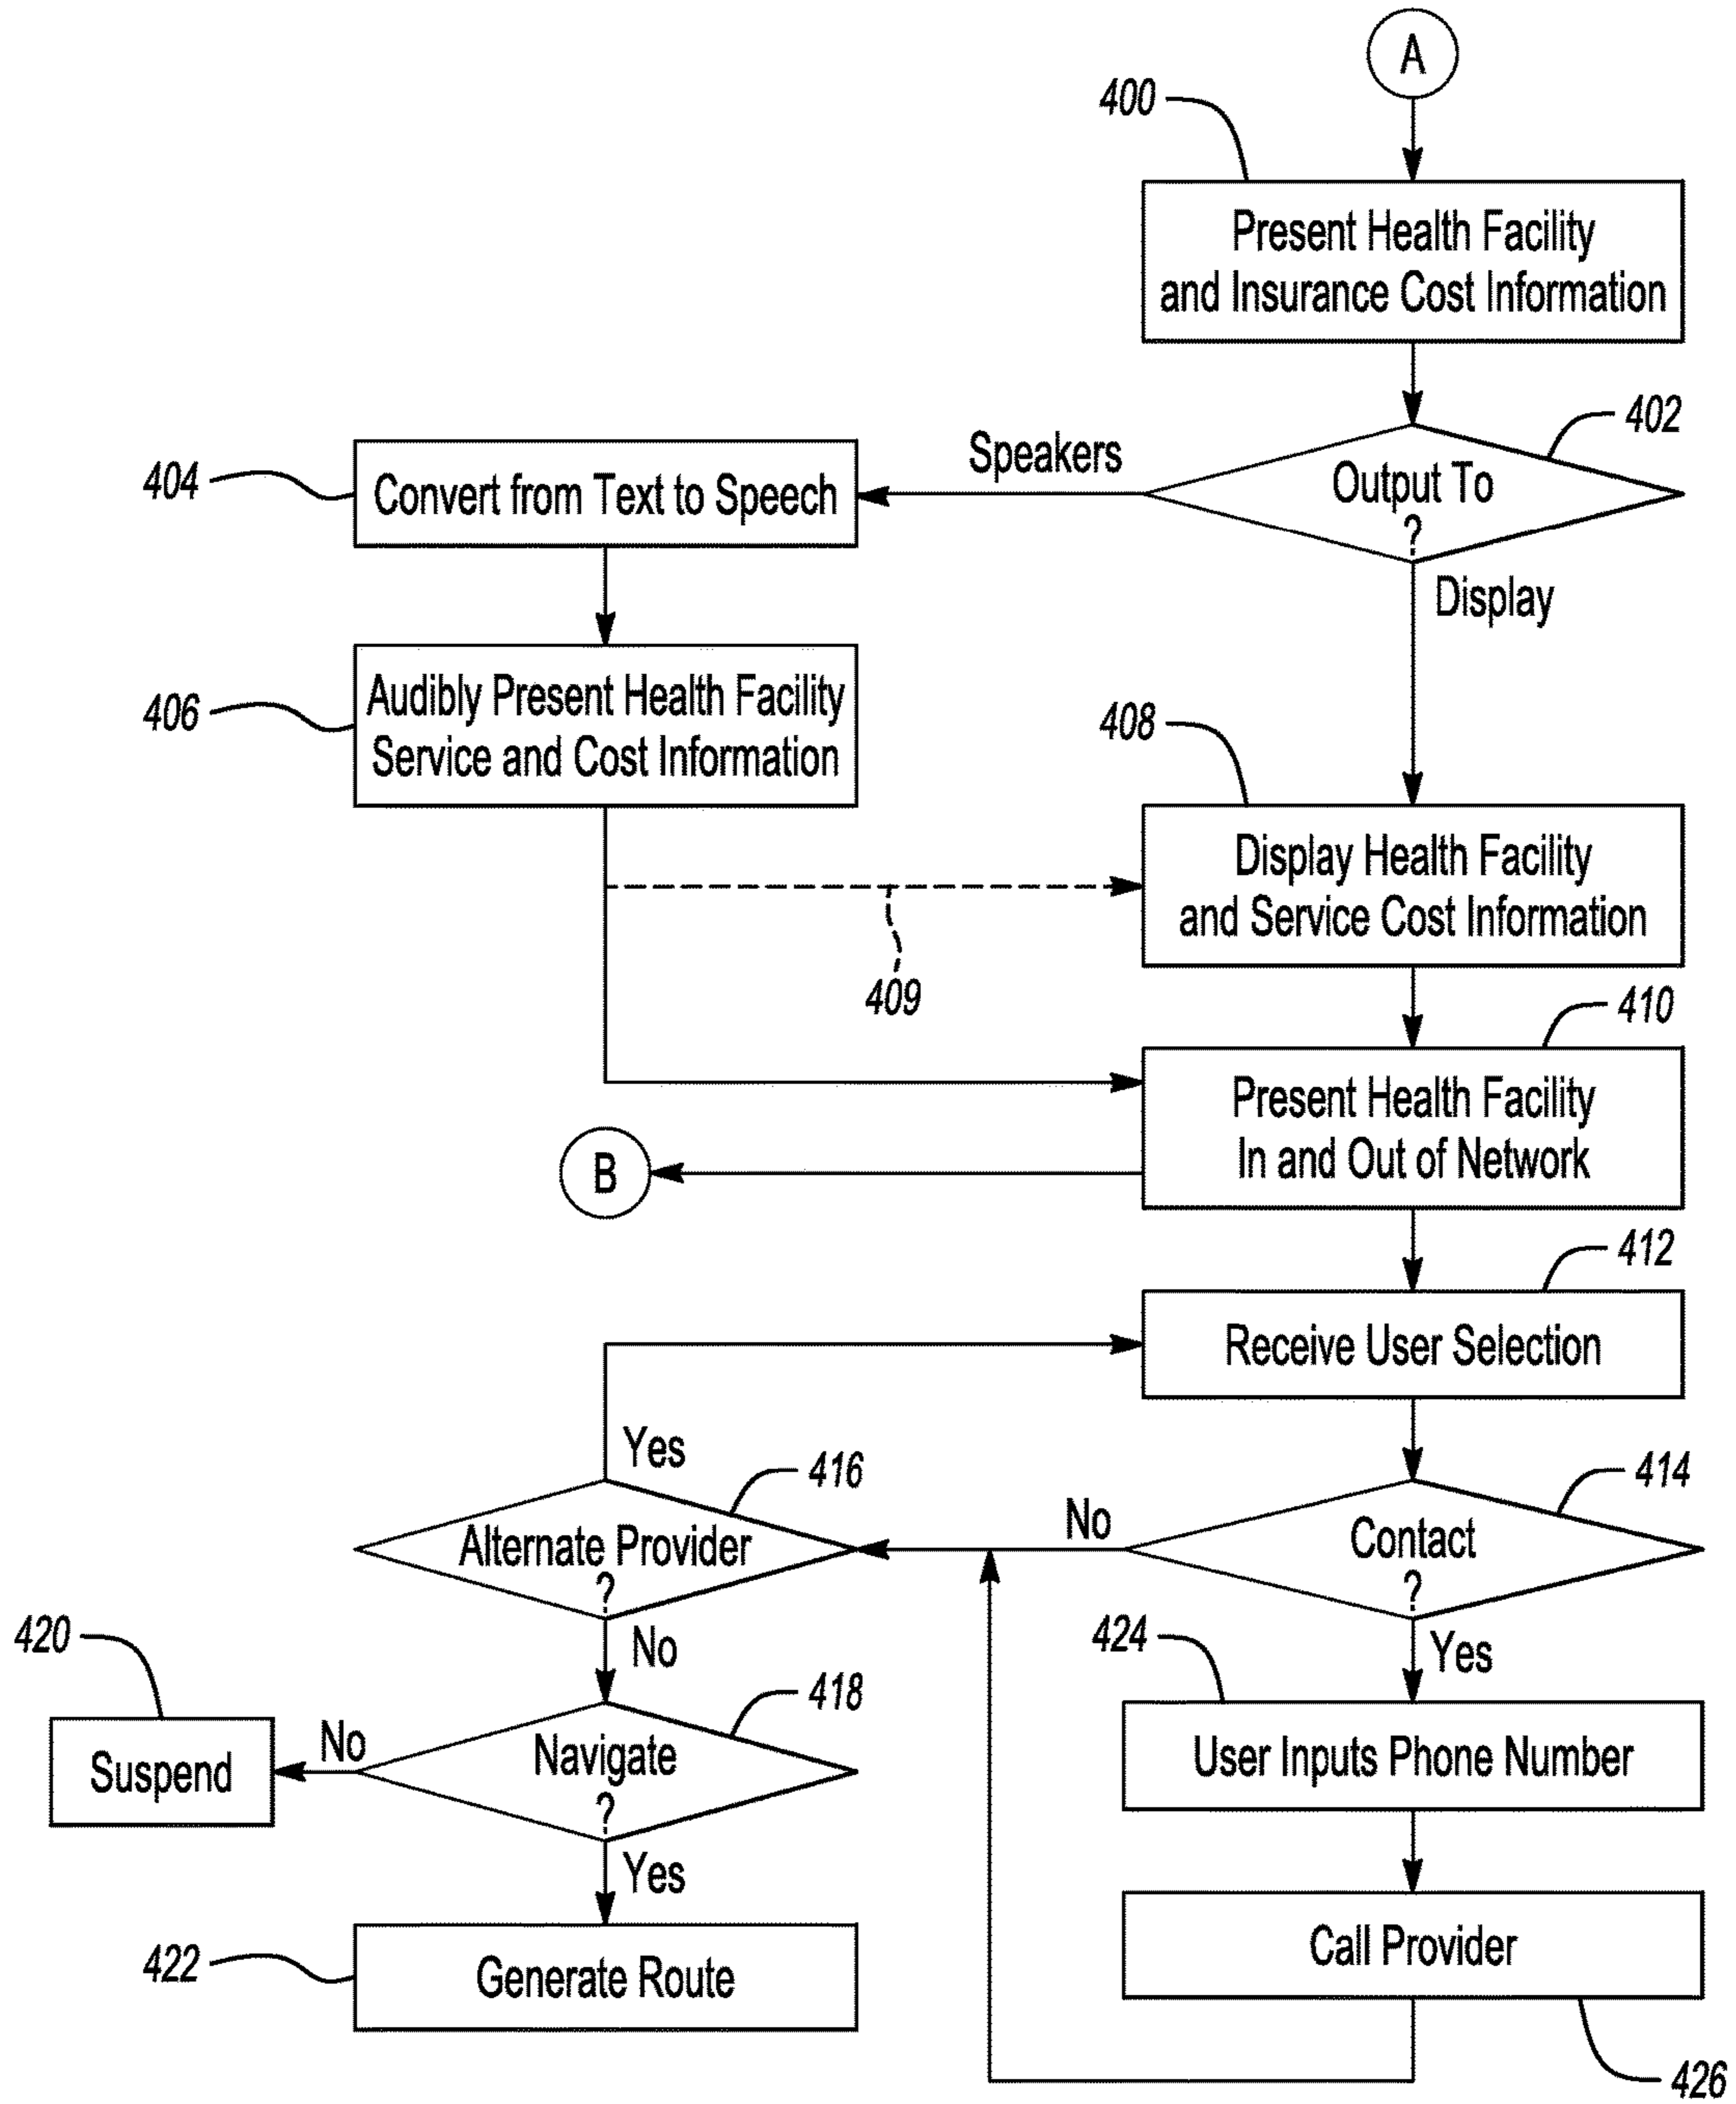 A
400
Present Health Facility
and Insurance Cost Information
402
Output To
?
Speakers
Display
404
Convert from Text to Speech
406
Audibly Present Health Facility
Service and Cost Information
408
Display Health Facility
and Service Cost Information
409
410
Present Health Facility
In and Out of Network
B
412
Receive User Selection
414
Contact
?
No
Yes
416
Alternate Provider
?
Yes
No
418
Navigate
?
No
Yes
420
Suspend
422
Generate Route
424
User Inputs Phone Number
Call Provider
426